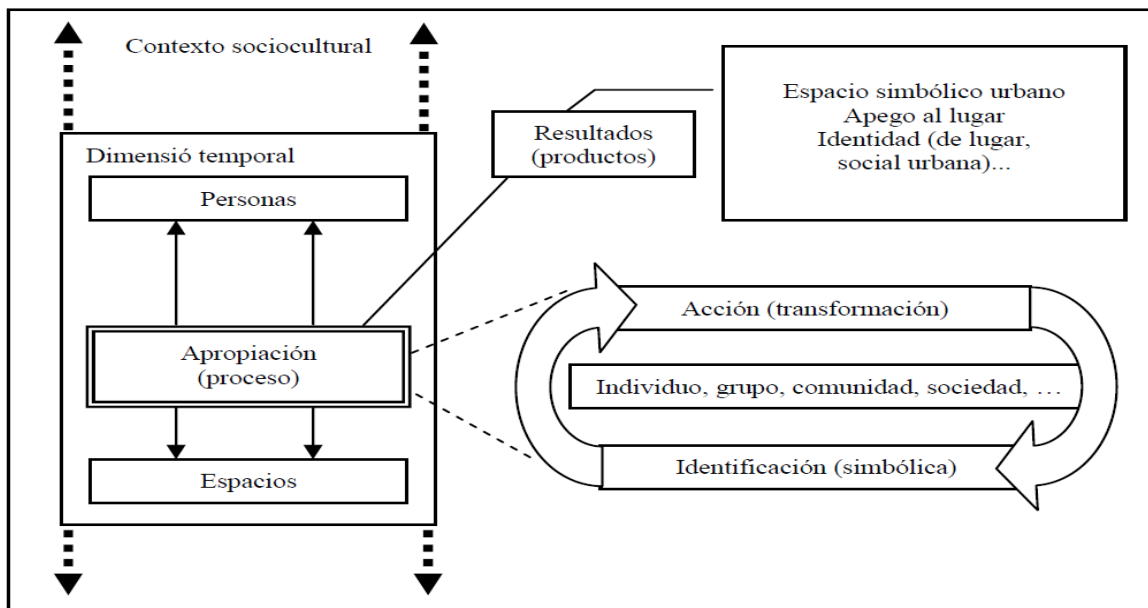 Contexto sociocultural
Dimensió temporal
Personas
Apropiación
(proceso)
Espacios
Resultados
(productos)
Espacio simbólico urbano
Apego al lugar
Identidad (de lugar,
social urbana)...
Acción (transformación)
Individuo, grupo, comunidad, sociedad, …
Identificación (simbólica)